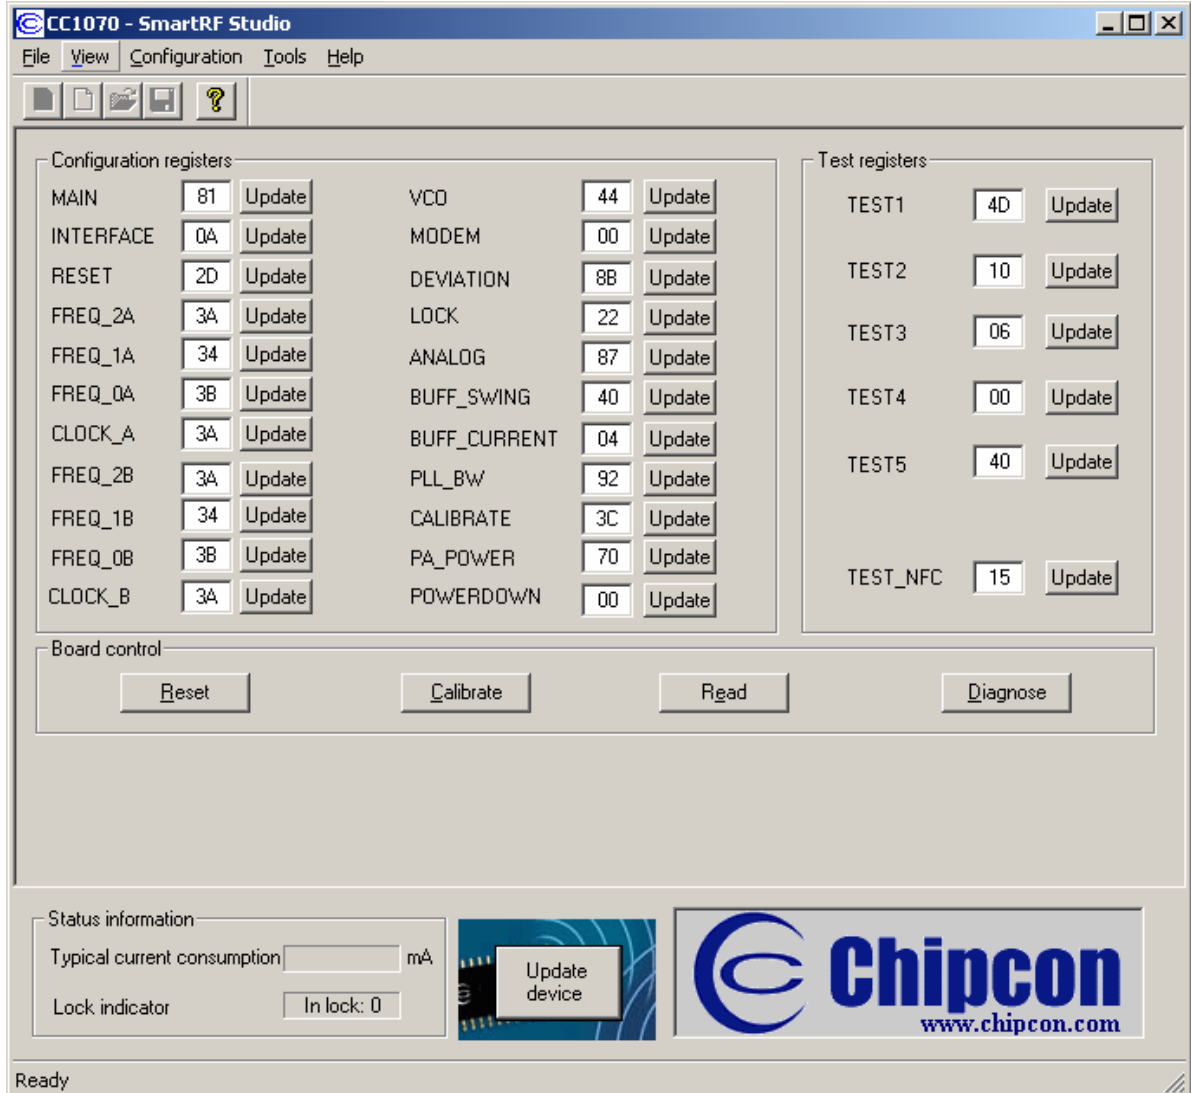 CC1070 - SmartRF Studio
File View Configuration Tools Help
Configuration registers
MAIN 81 Update VCO 44 Update
INTERFACE 0A Update MODEM 00 Update
RESET 2D Update DEVIATION 8B Update
FREQ_2A 3A Update LOCK 22 Update
FREQ_1A 34 Update ANALOG 87 Update
FREQ_0A 3B Update BUFF_SWING 40 Update
CLOCK_A 3A Update BUFF_CURRENT 04 Update
FREQ_2B 3A Update PLL_BW 92 Update
FREQ_1B 34 Update CALIBRATE 3C Update
FREQ_0B 3B Update PA_POWER 70 Update
CLOCK_B 3A Update POWERDOWN 00 Update
Test registers
TEST1 4D Update
TEST2 10 Update
TEST3 06 Update
TEST4 00 Update
TEST5 40 Update
TEST_NFC 15 Update
Board control
Reset Calibrate Read Diagnose
Status information
Typical current consumption mA
Lock indicator In lock: 0
Update
device
Chipcon
www.chipcon.com
Ready